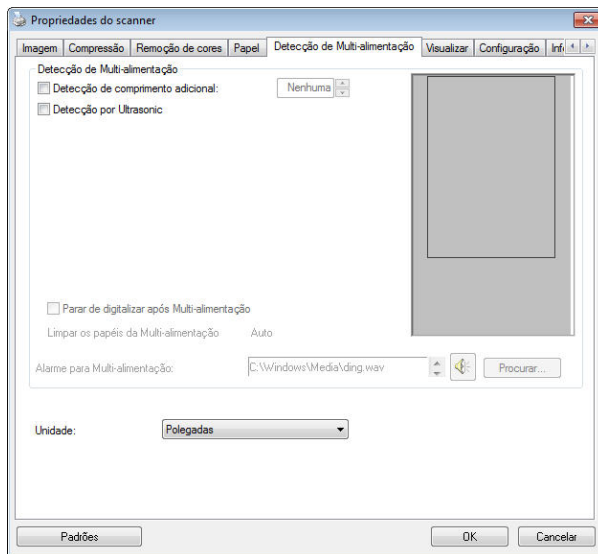 Propriedades do scanner
Imagem Compressão Remoção de cores Papel Detecção de Multi-alimentação Visualizar Configuração
Detecção de Multi-alimentação
Detecção de comprimento adicional: Nenhuma
Detecção por Ultrasonic
Parar de digitalizar após Multi-alimentação
Limpar os papéis da Multi-alimentação Auto
Alarme para Multi-alimentação: C:\Windows\Media\ding.wav Procurar...
Unidade: Polegadas
Padrões OK Cancelar